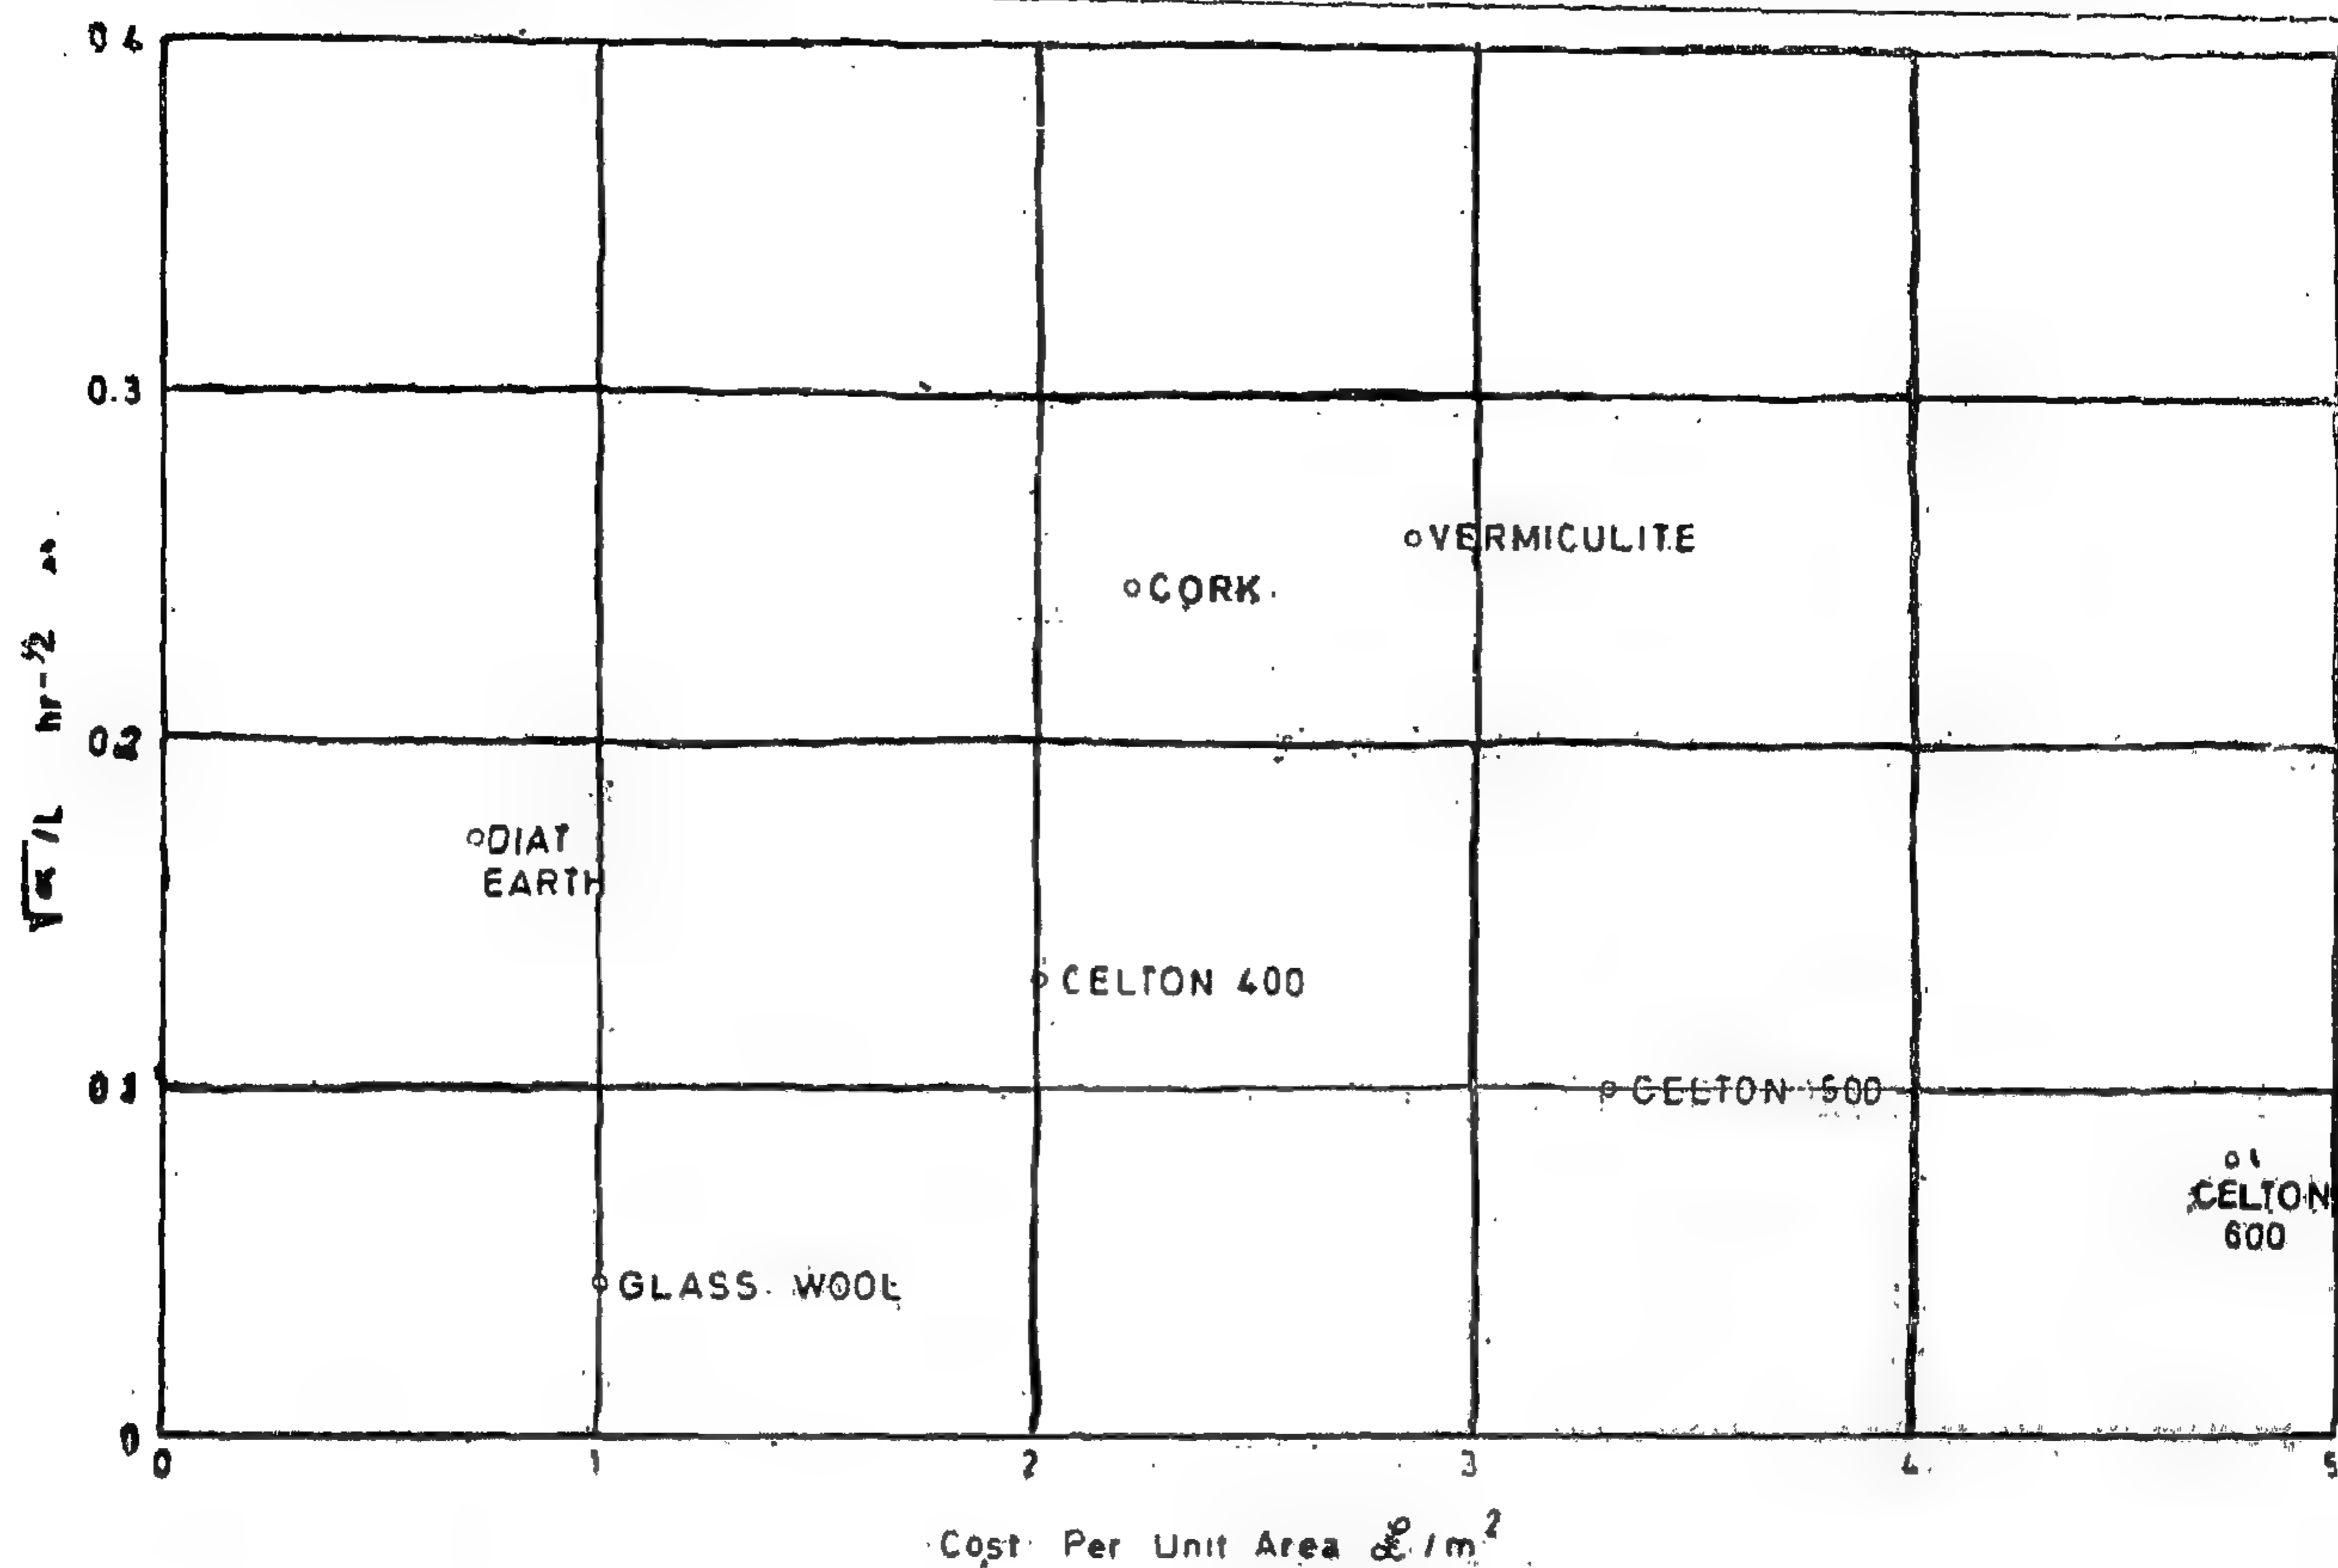 0 4
0.3
0.2
0 1
0
√α /L hr-½
VERMICULITE
CORK
DIAT
EARTH
CELTON 400
CELTON 500
CELTON
600
GLASS WOOL
0 1 2 3 4 5
Cost Per Unit Area £/m²